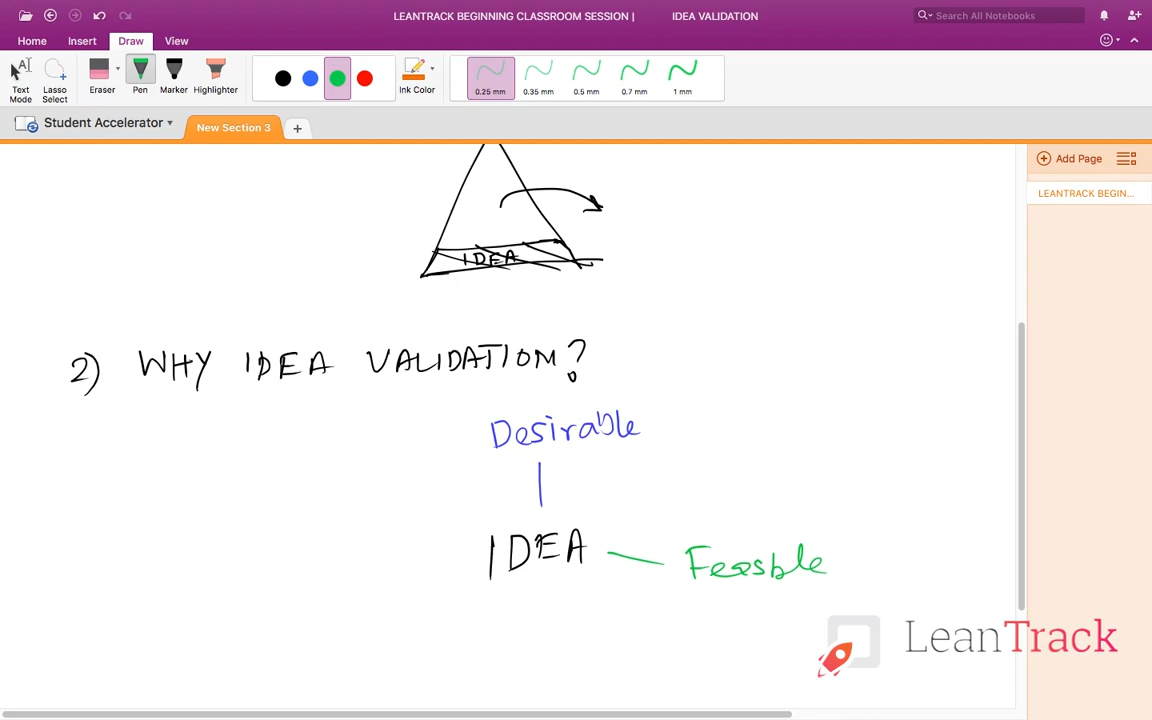 LEANTRACK BEGINNING CLASSROOM SESSION | IDEA VALIDATION
Search All Notebooks
Home Insert Draw View
Text Mode
Lasso Select
Eraser
Pen
Marker
Highlighter
Ink Color
0.25 mm
0.35 mm
0.5 mm
0.7 mm
1 mm
Student Accelerator
New Section 3
+
Add Page
LEANTRACK BEGIN...
IDEA
2) WHY IDEA VALIDATION?
Desirable
IDEA
Feasble
LeanTrack